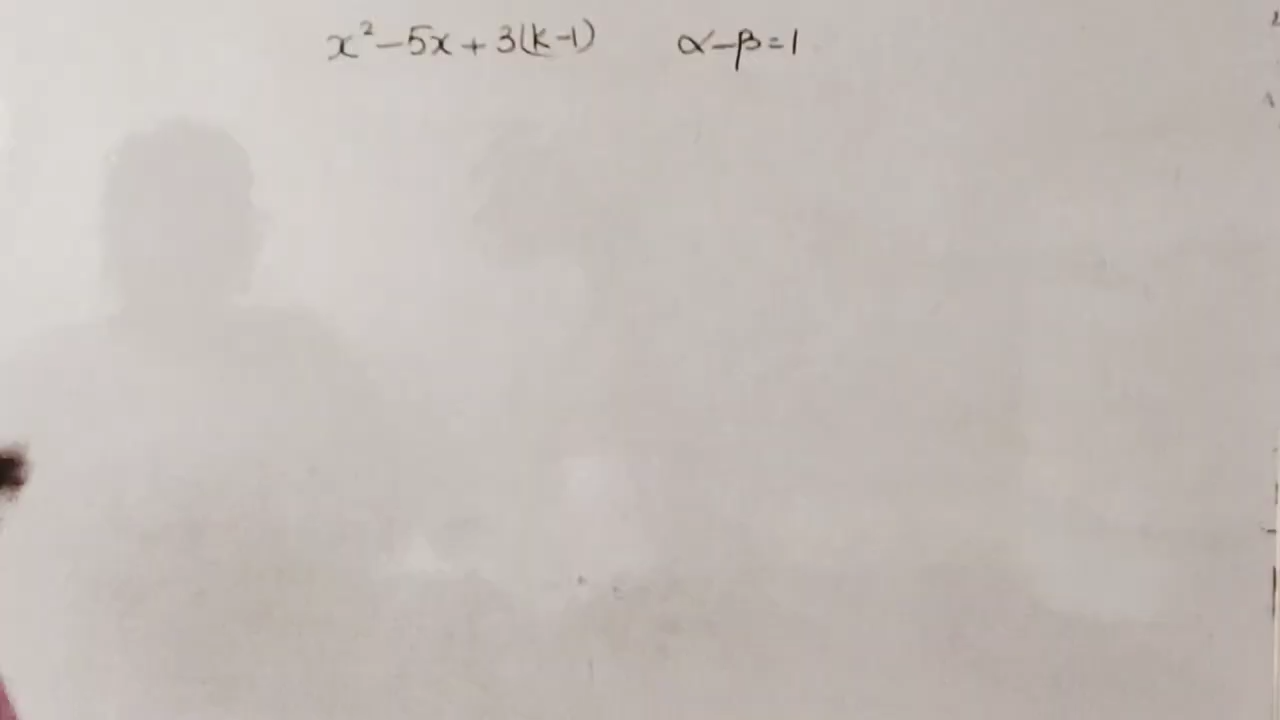 x² – 5x + 3(k-1) α – β = 1